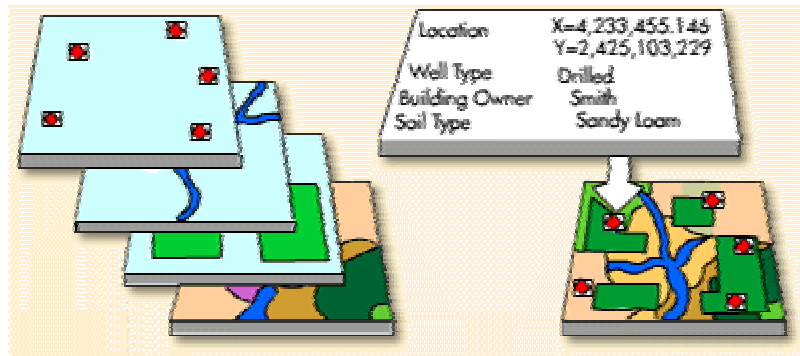 Location X=4,233,455.146
Y=2,425,103,229
Well Type Drilled
Building Owner Smith
Soil Type Sandy Loam